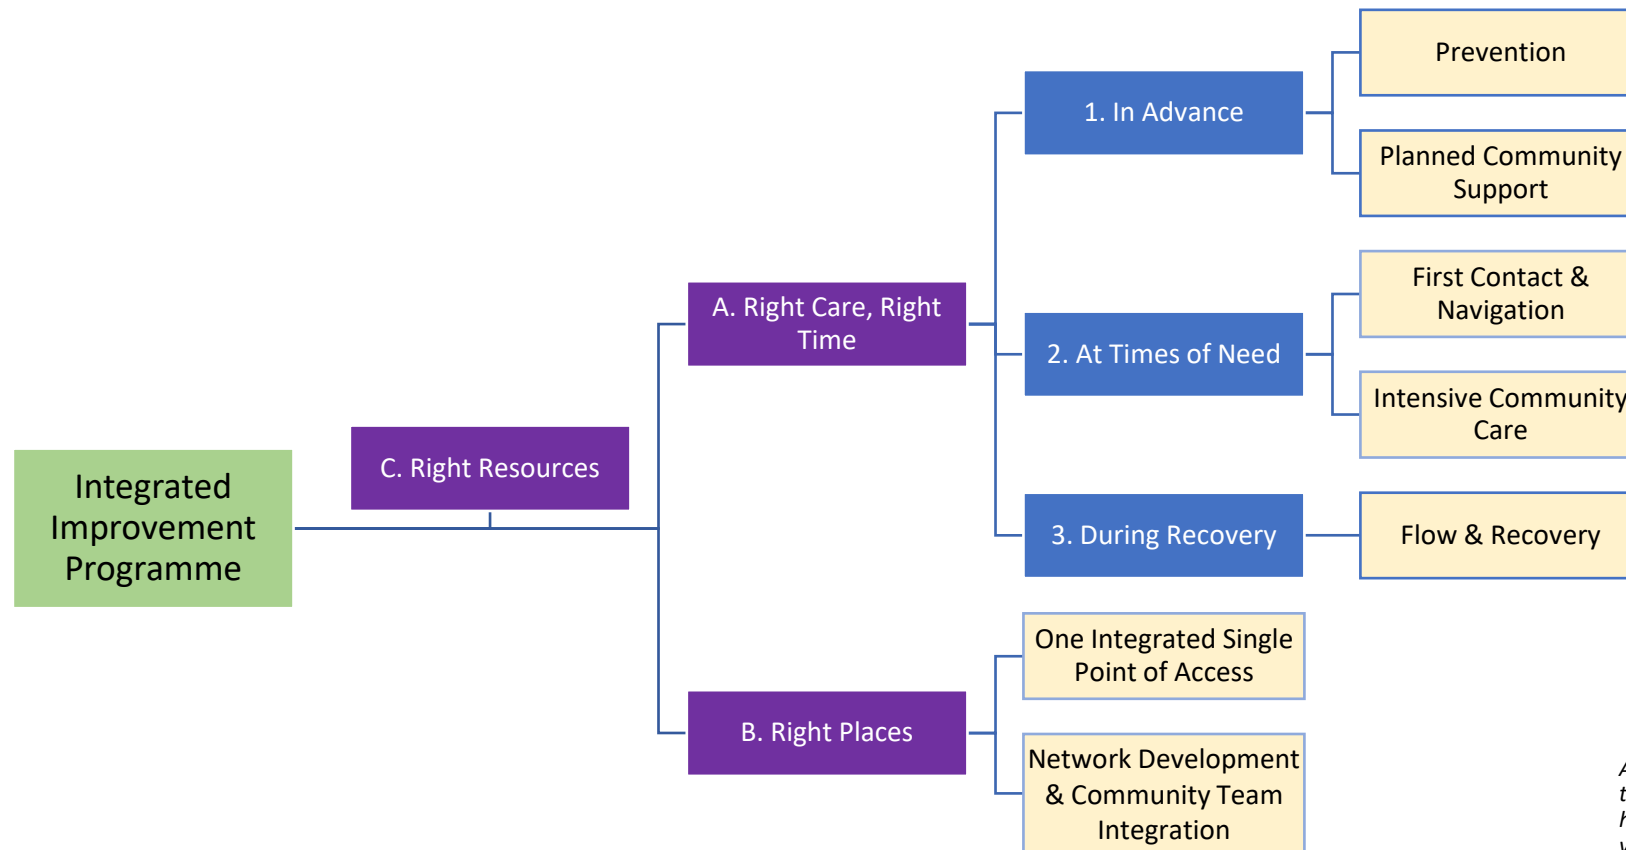 Integrated
Improvement
Programme
C. Right Resources
A. Right Care, Right
Time
B. Right Places
1. In Advance
2. At Times of Need
3. During Recovery
Prevention
Planned Community
Support
First Contact &
Navigation
Intensive Community
Care
Flow & Recovery
One Integrated Single
Point of Access
Network Development
& Community Team
Integration